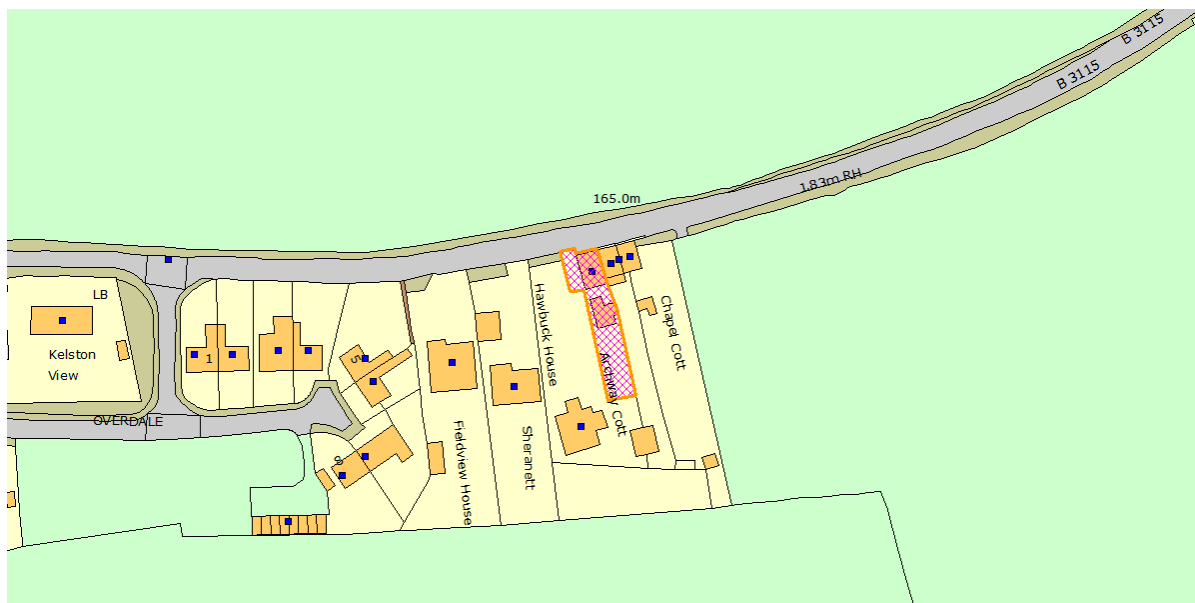 B 3115
B 3115
1.83m RH
165.0m
LB
Kelston
View
1
5
8
OVERDALE
Fieldview House
Sheranett
Hawbuck House
Archway Cott
Chapel Cott